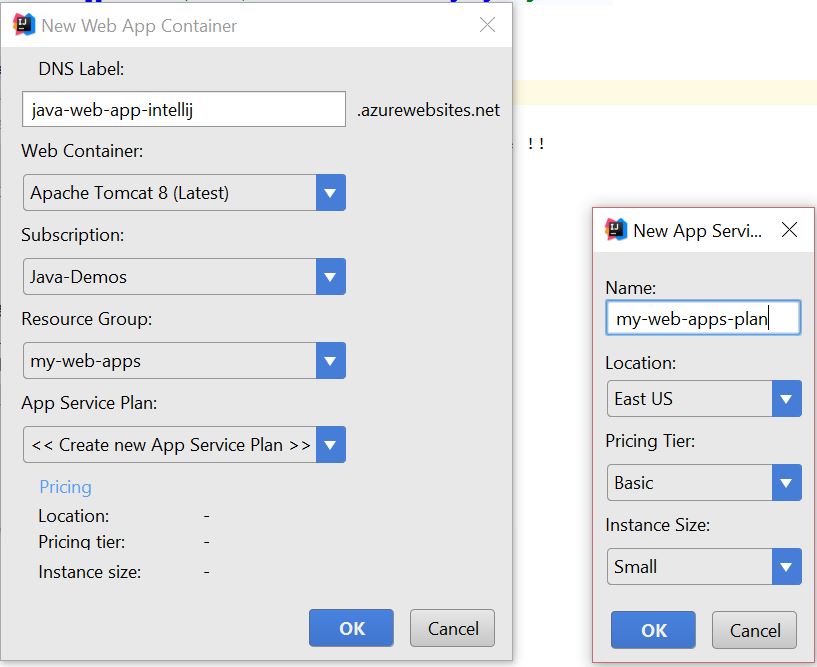 New Web App Container
DNS Label:
java-web-app-intellij .azurewebsites.net
Web Container:
Apache Tomcat 8 (Latest)
Subscription:
Java-Demos
Resource Group:
my-web-apps
App Service Plan:
<< Create new App Service Plan >>
Pricing
Location: -
Pricing tier: -
Instance size: -
OK Cancel
!!
New App Servi...
Name:
my-web-apps-plan
Location:
East US
Pricing Tier:
Basic
Instance Size:
Small
OK Cancel